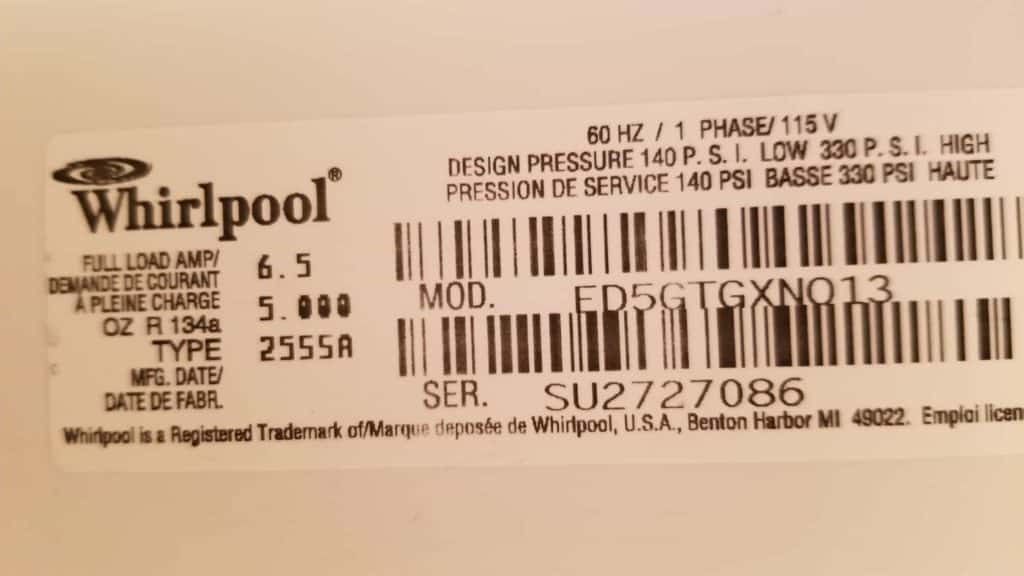 60 HZ / 1 PHASE/ 115 V
DESIGN PRESSURE 140 P. S. I. LOW 330 P. S. I. HIGH
PRESSION DE SERVICE 140 PSI BASSE 330 PSI HAUTE
Whirlpool®
FULL LOAD AMP/
DEMANDE DE COURANT
À PLEINE CHARGE
6.5
OZ R 134a
5.000
TYPE
2555A
MFG. DATE/
DATE DE FABR.
MOD. ED5GTGXNQ13
SER. SU2727086
Whirlpool is a Registered Trademark of/Marque deposée de Whirlpool, U.S.A., Benton Harbor MI 49022. Emploi